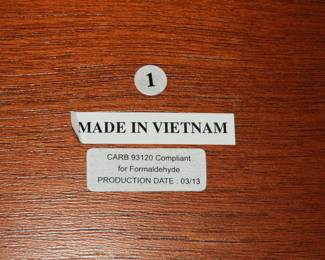 1
MADE IN VIETNAM
CARB 93120 Compliant
for Formaldehyde
PRODUCTION DATE : 03/13